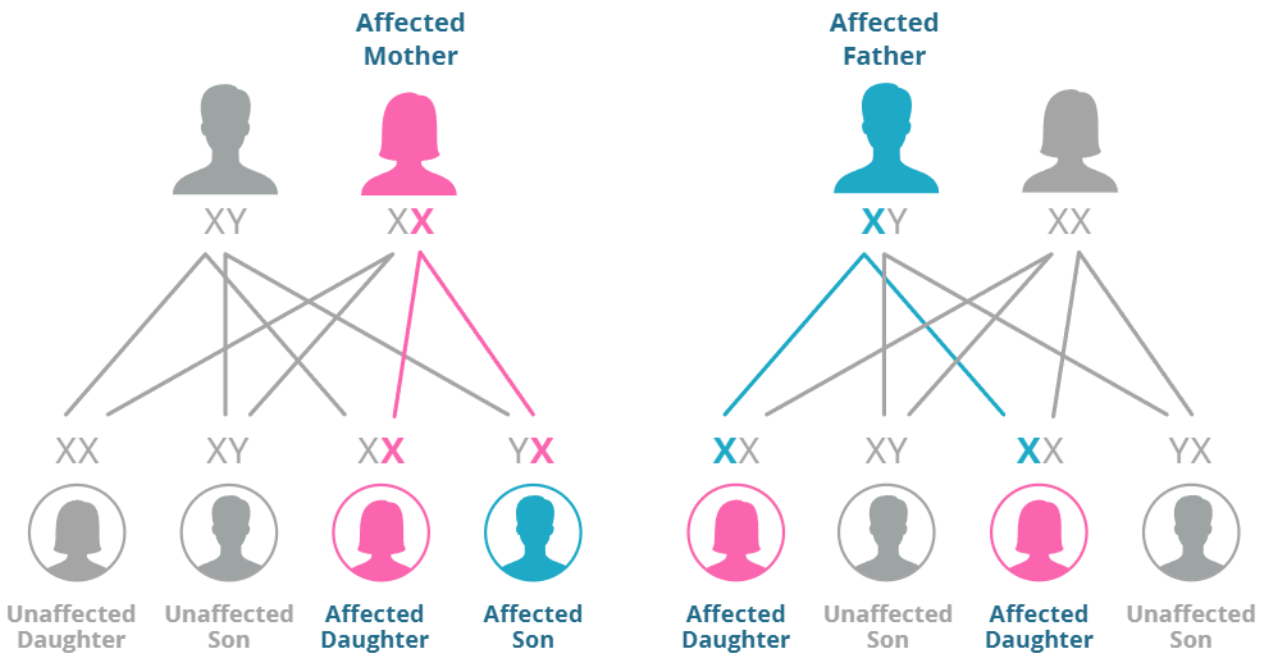 Affected
Mother
Affected
Father
XY
XX
XY
XX
XX
XY
XX
YX
XX
XY
XX
YX
Unaffected
Daughter
Unaffected
Son
Affected
Daughter
Affected
Son
Affected
Daughter
Unaffected
Son
Affected
Daughter
Unaffected
Son